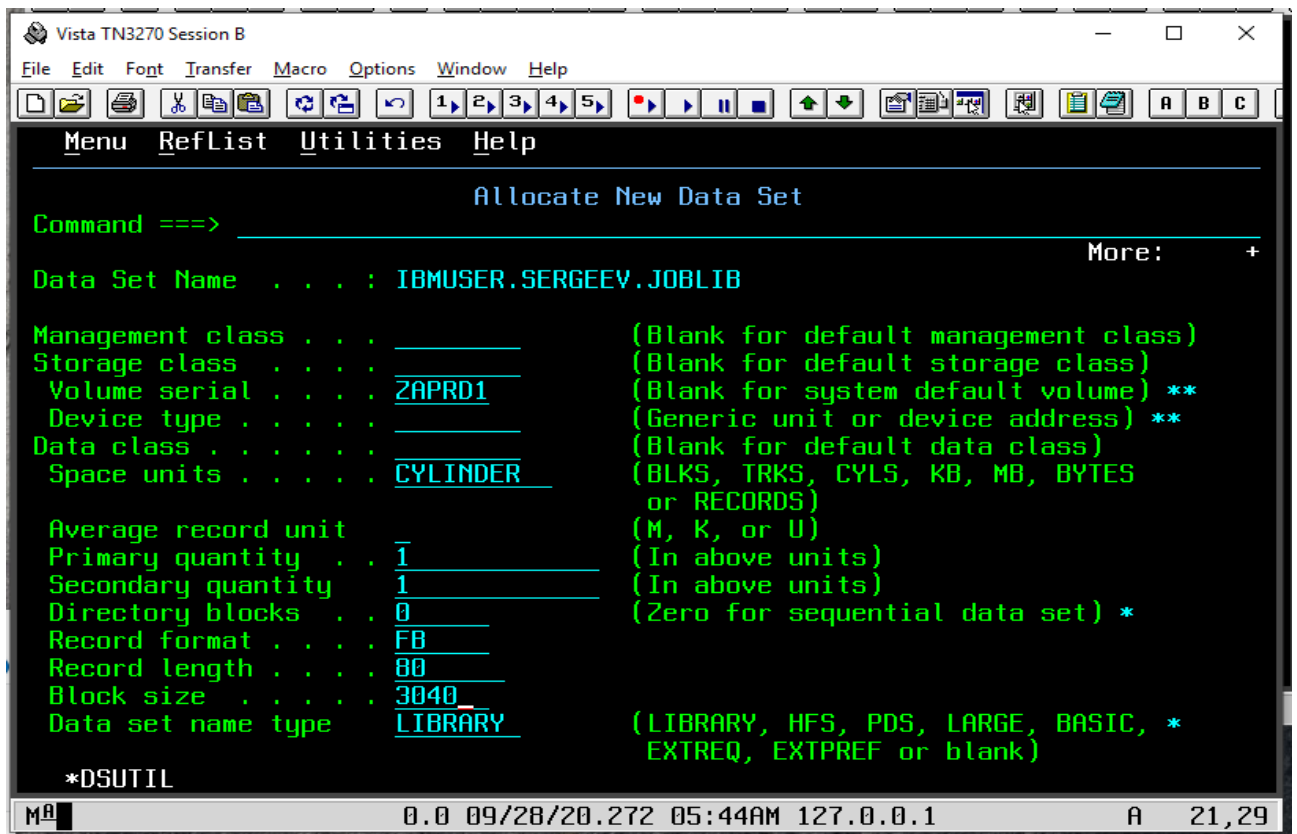 Vista TN3270 Session B
File Edit Font Transfer Macro Options Window Help
1 2 3 4 5 A B C
Menu RefList Utilities Help
Allocate New Data Set
Command ===>
More: +
Data Set Name . . . : IBMUSER.SERGEEV.JOBLIB
Management class . . . (Blank for default management class)
Storage class . . . . (Blank for default storage class)
Volume serial . . . . ZAPRD1 (Blank for system default volume) **
Device type . . . . . (Generic unit or device address) **
Data class . . . . . . (Blank for default data class)
Space units . . . . . CYLINDER (BLKS, TRKS, CYLS, KB, MB, BYTES
or RECORDS)
Average record unit _ (M, K, or U)
Primary quantity . . 1 (In above units)
Secondary quantity 1 (In above units)
Directory blocks . . 0 (Zero for sequential data set) *
Record format . . . . FB
Record length . . . . 80
Block size . . . . . 3040
Data set name type LIBRARY (LIBRARY, HFS, PDS, LARGE, BASIC, *
EXTREQ, EXTPREF or blank)
*DSUTIL
MA 0.0 09/28/20.272 05:44AM 127.0.0.1 A 21,29